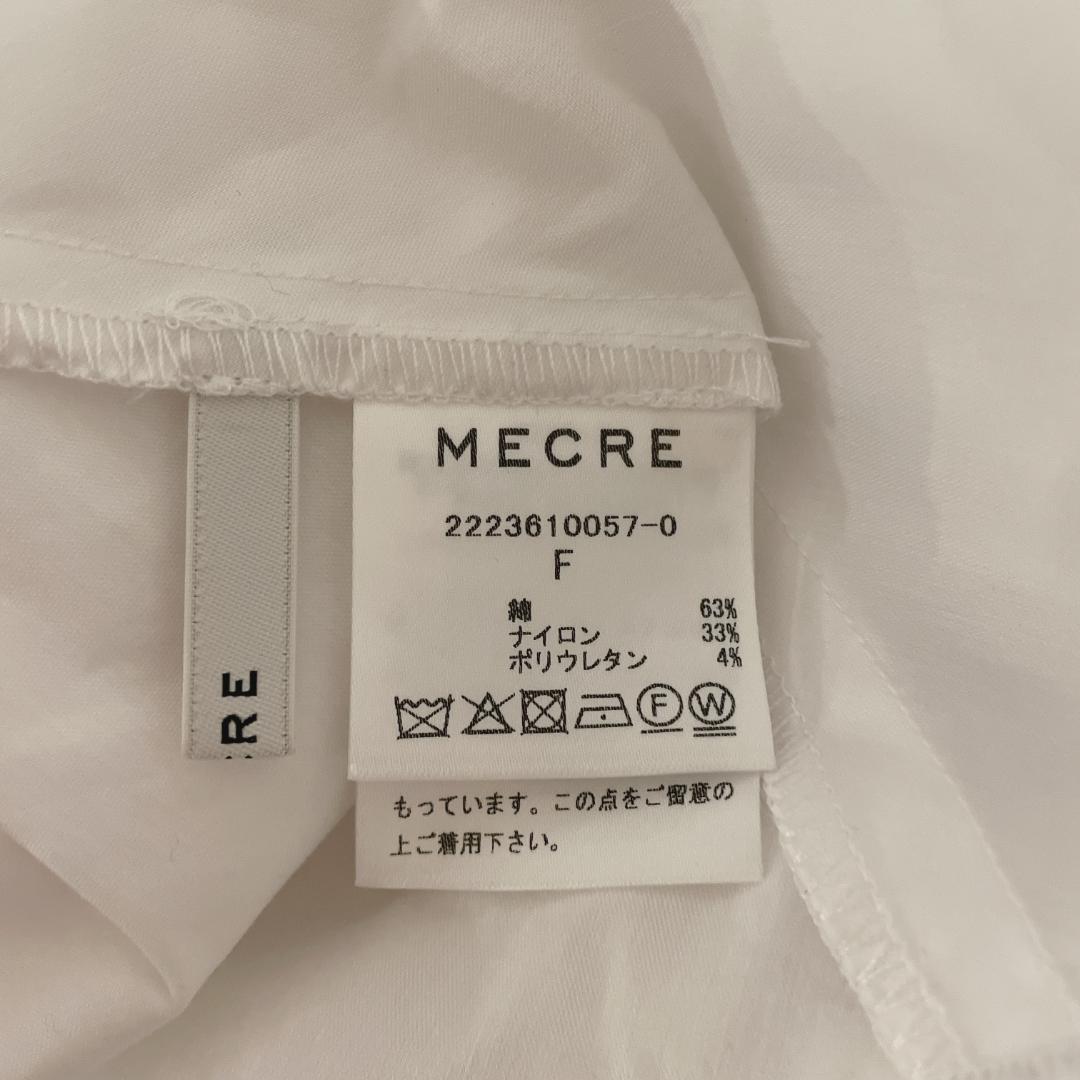 MECRE
2223610057-0
F
綿 63%
ナイロン 33%
ポリウレタン 4%
F W
もっています。この点をご留意の
上ご着用下さい。
RE